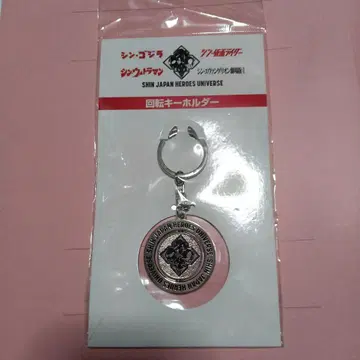 シン・ゴジラ
シン・仮面ライダー
シン・ウルトラマン
シン・エヴァンゲリオン劇場版
SHIN JAPAN HEROES UNIVERSE
回転キーホルダー
SHIN JAPAN HEROES UNIVERSE